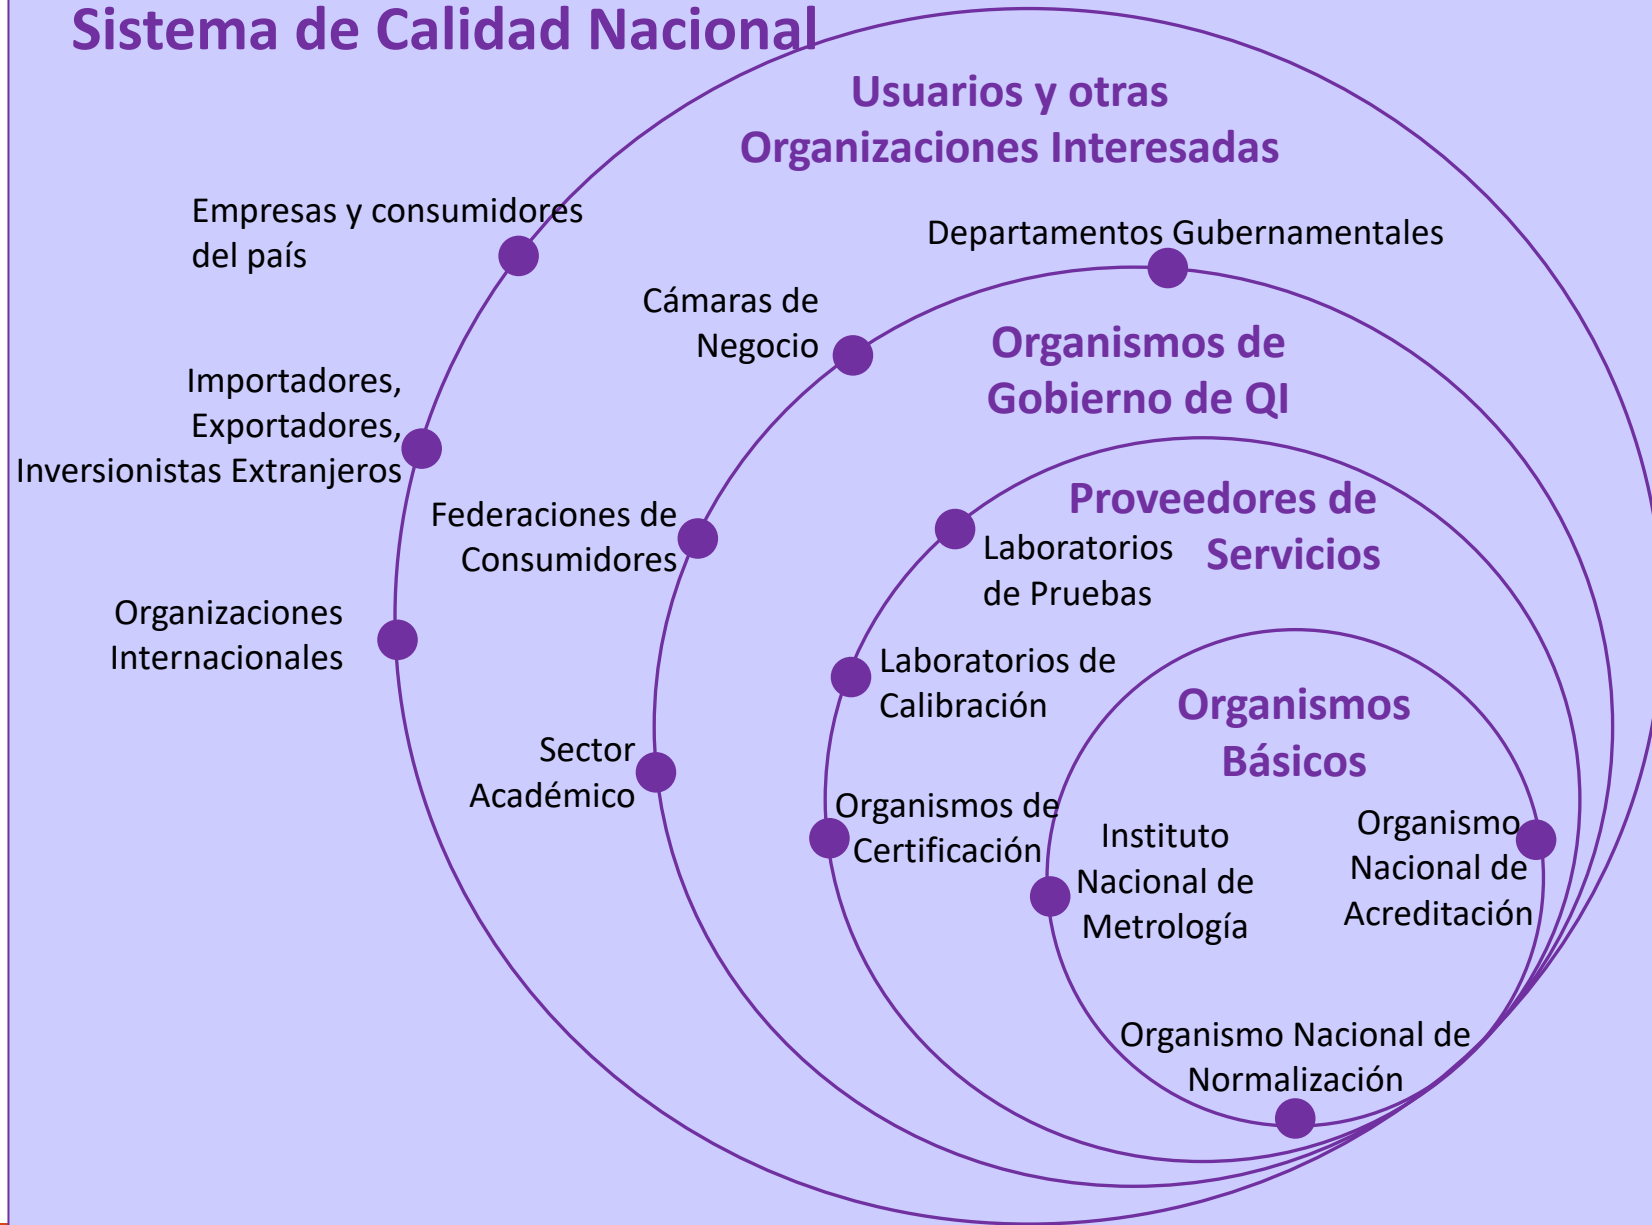 Sistema de Calidad Nacional
Usuarios y otras
Organizaciones Interesadas
Empresas y consumidores
del país
Departamentos Gubernamentales
Cámaras de
Negocio
Organismos de
Gobierno de QI
Importadores,
Exportadores,
Inversionistas Extranjeros
Federaciones de
Consumidores
Proveedores de
Servicios
Laboratorios
de Pruebas
Organizaciones
Internacionales
Laboratorios de
Calibración
Organismos
Básicos
Sector
Académico
Organismos de
Certificación
Instituto
Nacional de
Metrología
Organismo
Nacional de
Acreditación
Organismo Nacional de
Normalización